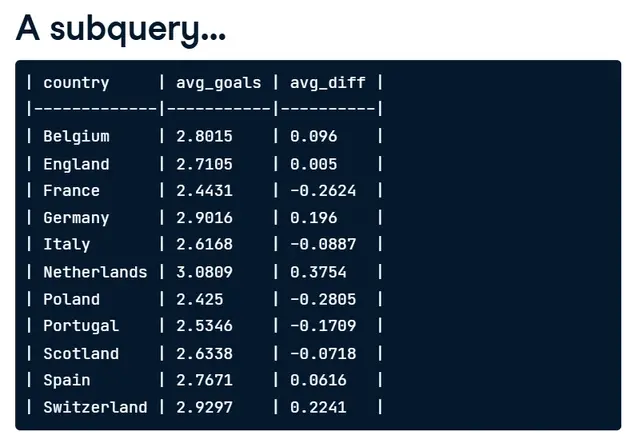 A subquery...
| country     | avg_goals | avg_diff |
|-------------|-----------|----------|
| Belgium     | 2.8015    | 0.096    |
| England     | 2.7105    | 0.005    |
| France      | 2.4431    | -0.2624  |
| Germany     | 2.9016    | 0.196    |
| Italy       | 2.6168    | -0.0887  |
| Netherlands | 3.0809    | 0.3754   |
| Poland      | 2.425     | -0.2805  |
| Portugal    | 2.5346    | -0.1709  |
| Scotland    | 2.6338    | -0.0718  |
| Spain       | 2.7671    | 0.0616   |
| Switzerland | 2.9297    | 0.2241   |